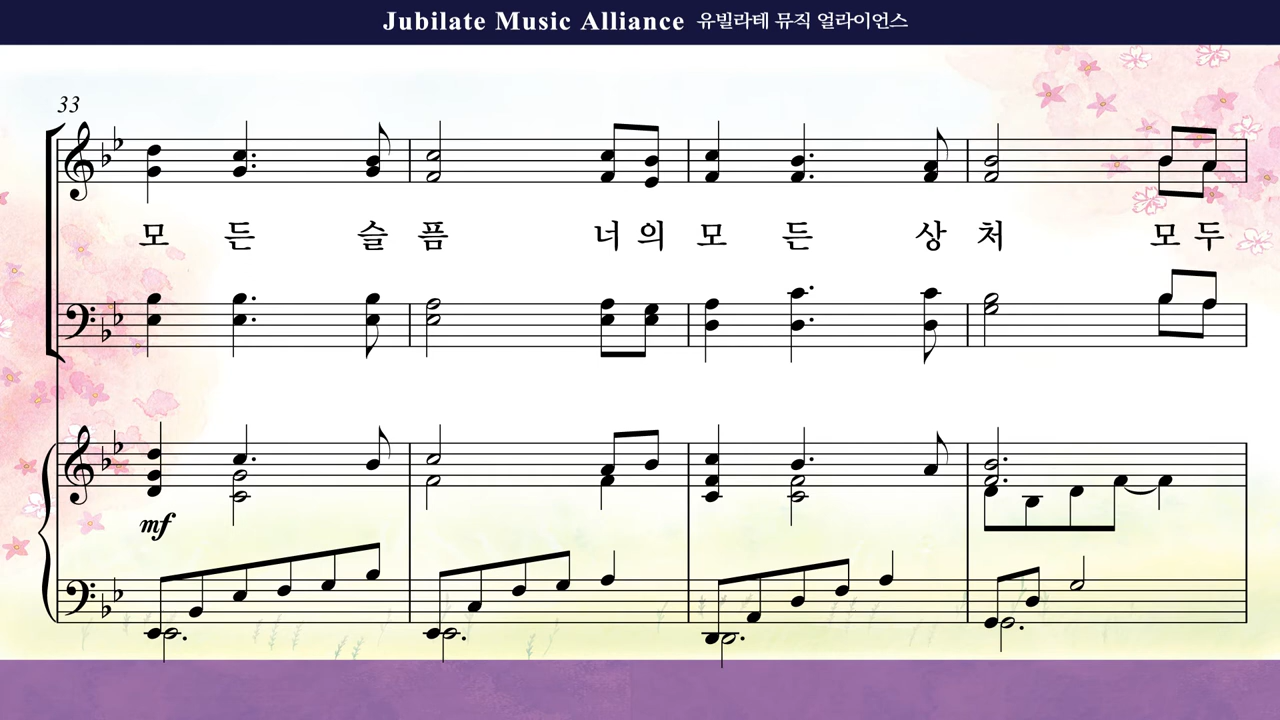 Jubilate Music Alliance 유빌라테 뮤직 얼라이언스
33
모 든 슬 픔 너 의 모 든 상 처 모 두
mf